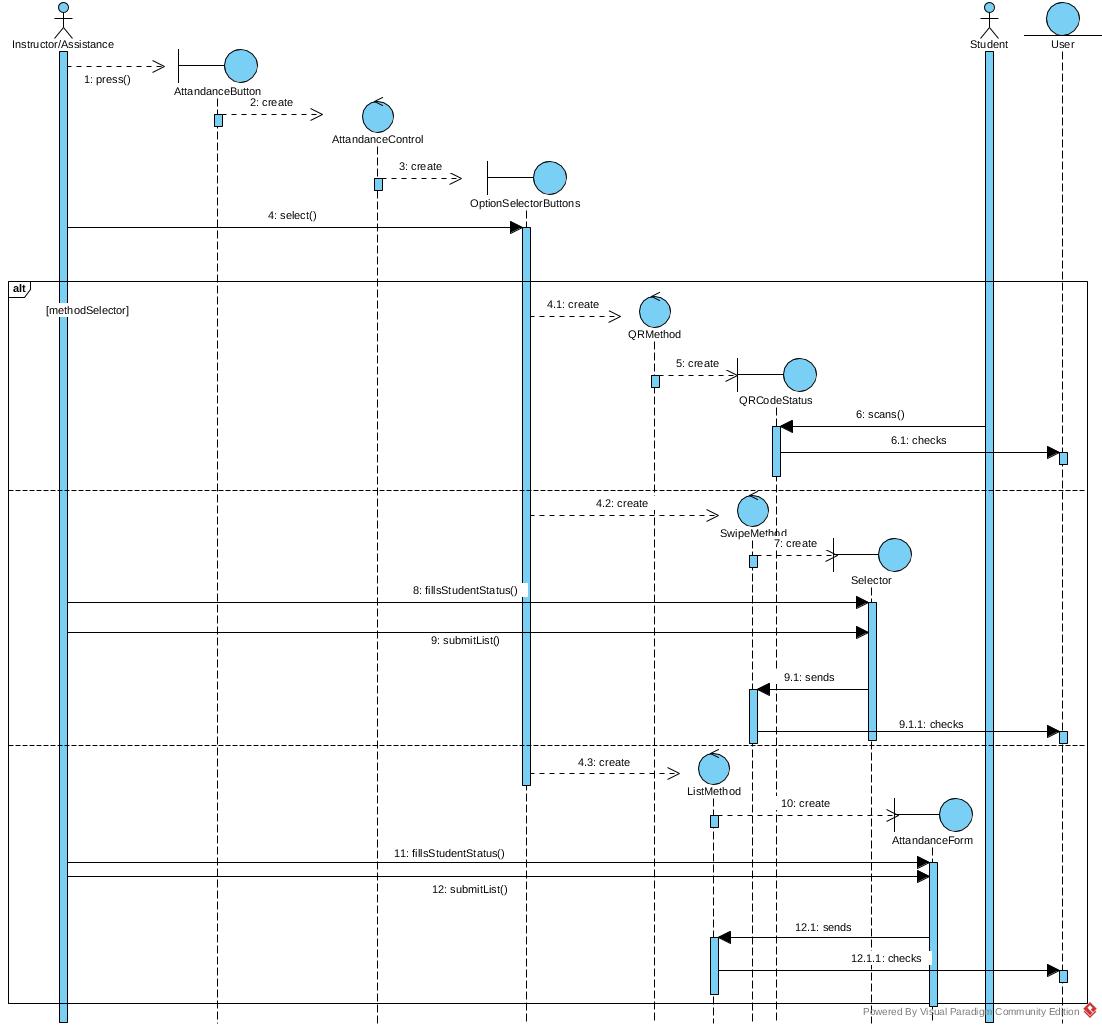 Instructor/Assistance
Student
User
1: press()
AttandanceButton
2: create
AttandanceControl
3: create
OptionSelectorButtons
4: select()
alt
[methodSelector]
4.1: create
QRMethod
5: create
QRCodeStatus
6: scans()
6.1: checks
4.2: create
SwipeMethod
7: create
Selector
8: fillsStudentStatus()
9: submitList()
9.1: sends
9.1.1: checks
4.3: create
ListMethod
10: create
AttandanceForm
11: fillsStudentStatus()
12: submitList()
12.1: sends
12.1.1: checks
Powered By Visual Paradigm Community Edition